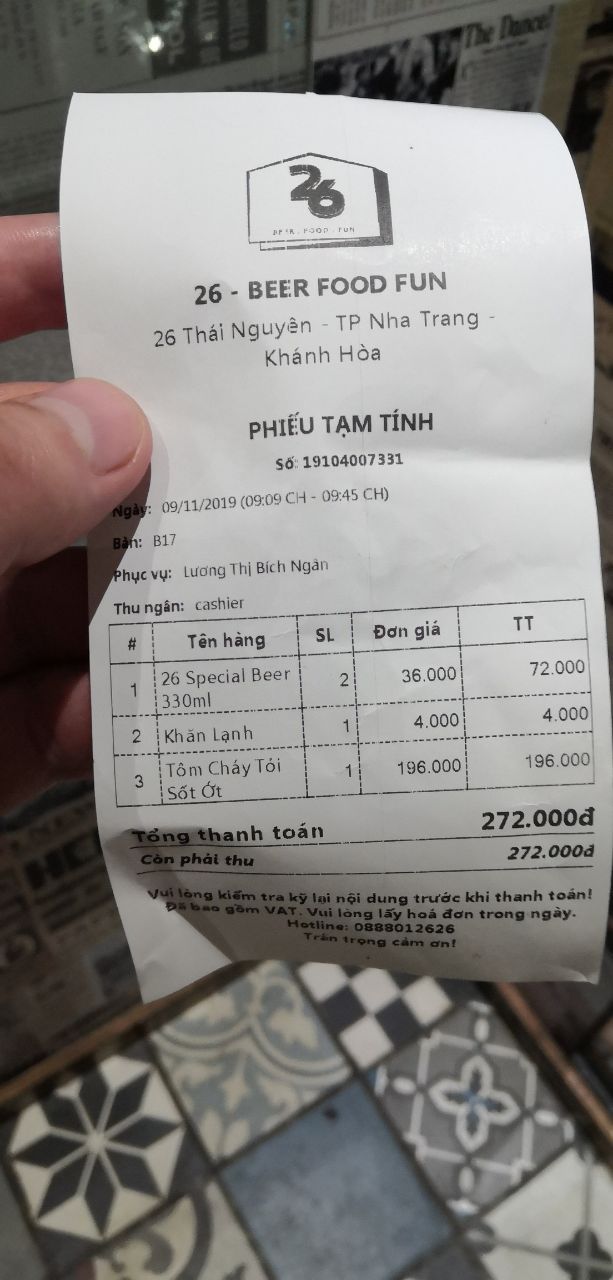 The Dance!
26
BEER . FOOD . FUN
26 - BEER FOOD FUN
26 Thái Nguyên - TP Nha Trang -
Khánh Hòa
PHIẾU TẠM TÍNH
Số: 19104007331
Ngày: 09/11/2019 (09:09 CH - 09:45 CH)
Bàn: B17
Phục vụ: Lương Thị Bích Ngân
Thu ngân: cashier
# Tên hàng SL Đơn giá TT
1 26 Special Beer 330ml 2 36.000 72.000
2 Khăn Lạnh 1 4.000 4.000
3 Tôm Cháy Tỏi Sốt Ớt 1 196.000 196.000
Tổng thanh toán 272.000đ
Còn phải thu 272.000đ
Vui lòng kiểm tra kỹ lại nội dung trước khi thanh toán!
Đã bao gồm VAT. Vui lòng lấy hoá đơn trong ngày.
Hotline: 0888012626
Trân trọng cảm ơn!